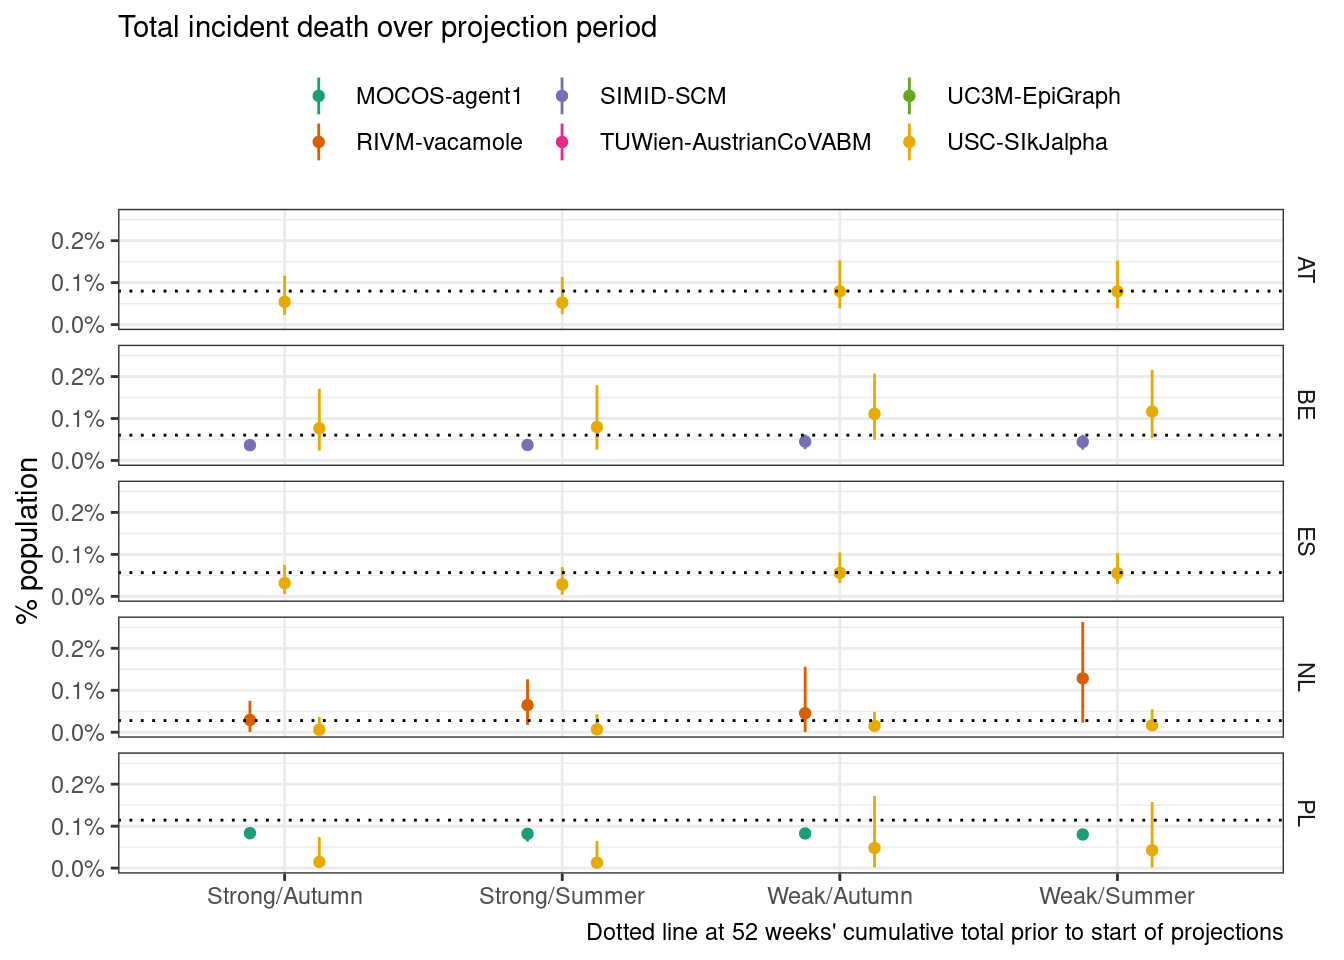 Total incident death over projection period
MOCOS-agent1 SIMID-SCM UC3M-EpiGraph
RIVM-vacamole TUWien-AustrianCoVABM USC-SIkJalpha
% population
0.2%
0.1%
0.0%
AT
0.2%
0.1%
0.0%
BE
0.2%
0.1%
0.0%
ES
0.2%
0.1%
0.0%
NL
0.2%
0.1%
0.0%
PL
Strong/Autumn Strong/Summer Weak/Autumn Weak/Summer
Dotted line at 52 weeks' cumulative total prior to start of projections